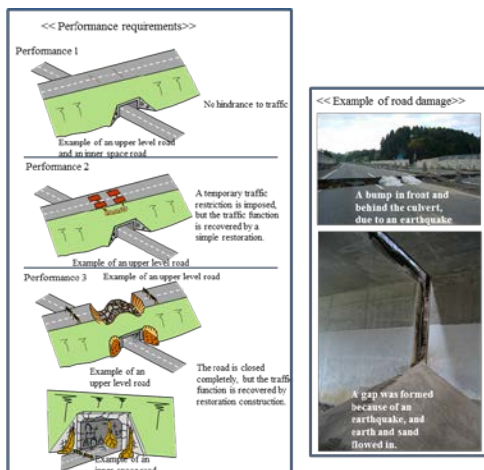 << Performance requirements>>
Performance 1
No hindrance to traffic
Example of an upper level road
and an inner space road
Performance 2
A temporary traffic
restriction is imposed,
but the traffic function
is recovered by a
simple restoration.
Example of an upper level road
Performance 3
Example of an upper level road
Example of an
upper level road
The road is closed
completely, but the traffic
function is recovered by
restoration construction.
Example of an
inner space road
<< Example of road damage>>
A bump in front and
behind the culvert,
due to an earthquake
A gap was formed
because of an
earthquake, and
earth and sand
flowed in.